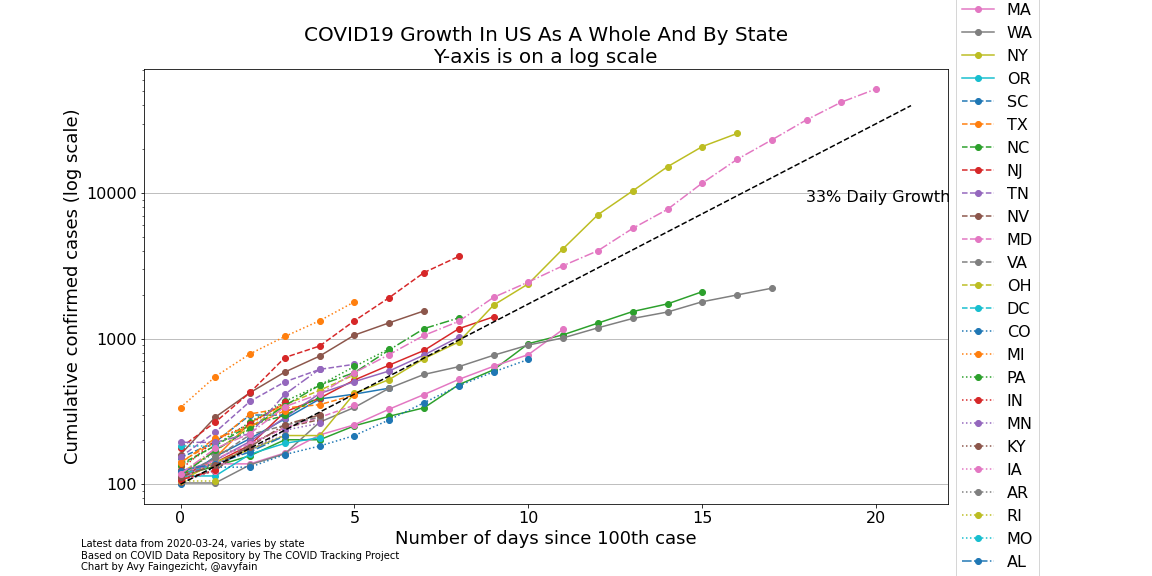 COVID19 Growth In US As A Whole And By State
Y-axis is on a log scale
Cumulative confirmed cases (log scale)
10000
1000
100
33% Daily Growth
0
5
10
15
20
Number of days since 100th case
Latest data from 2020-03-24, varies by state
Based on COVID Data Repository by The COVID Tracking Project
Chart by Avy Faingezicht, @avyfain
MA
WA
NY
OR
SC
TX
NC
NJ
TN
NV
MD
VA
OH
DC
CO
MI
PA
IN
MN
KY
IA
AR
RI
MO
AL